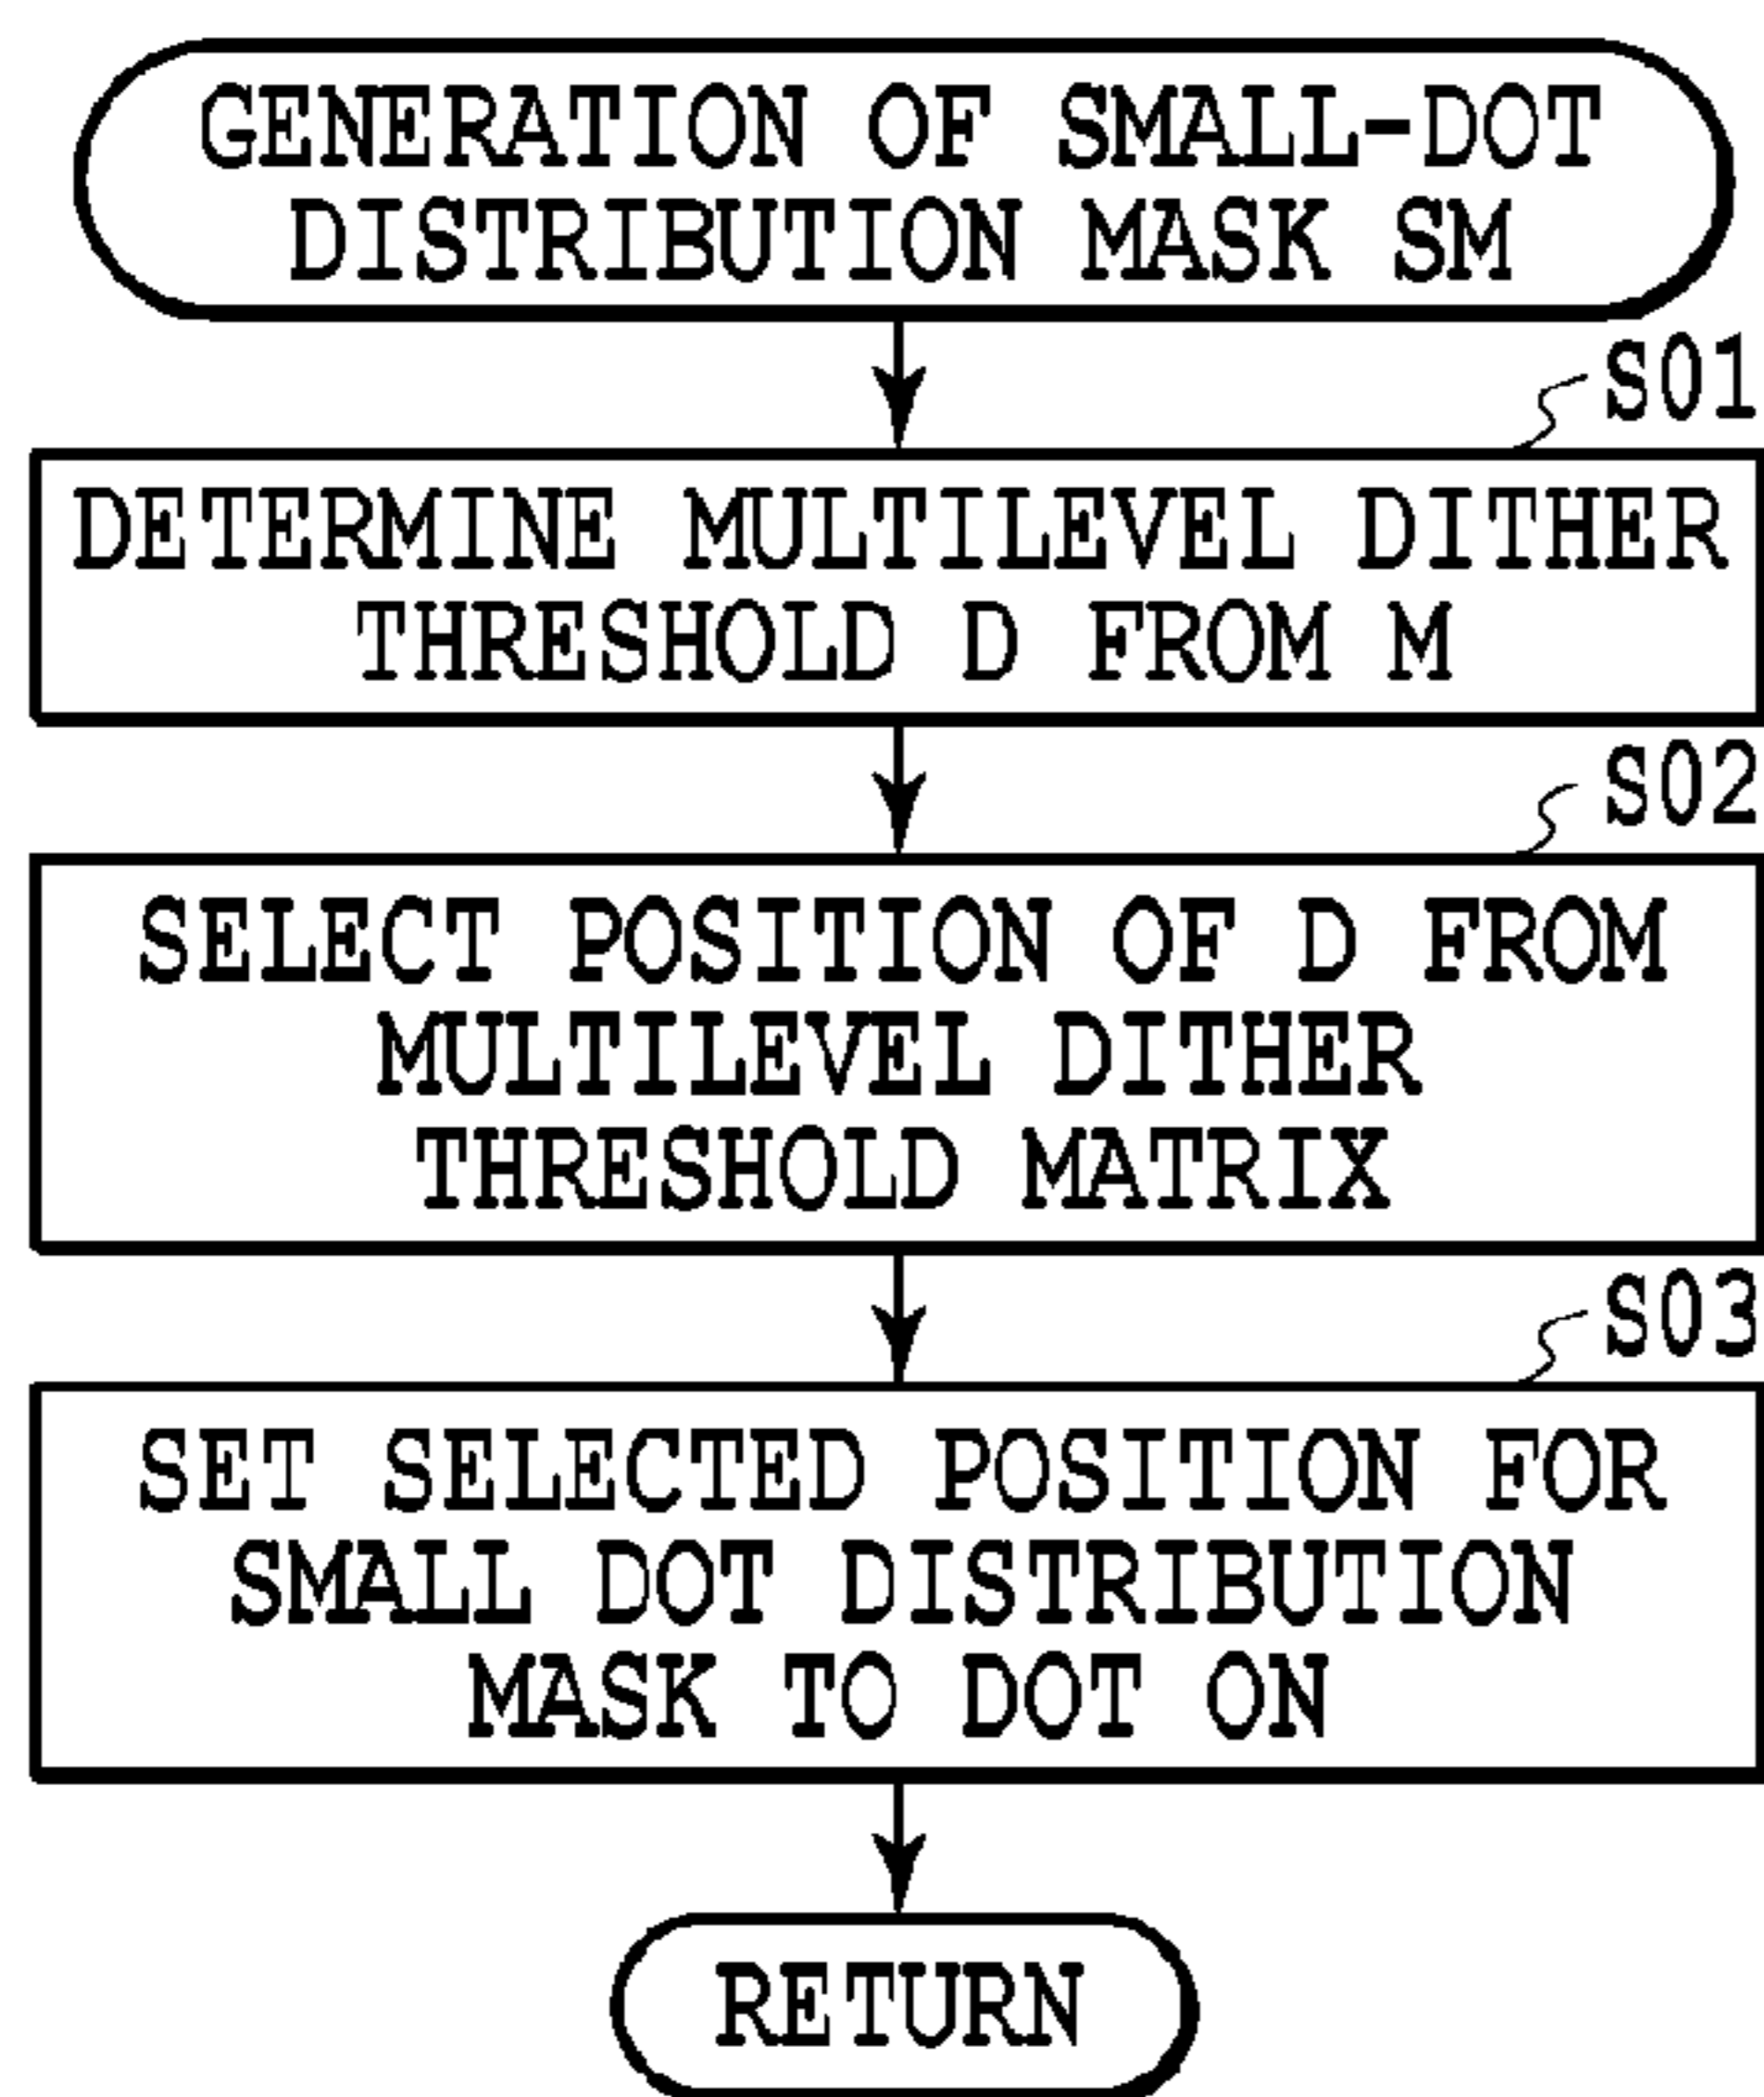 GENERATION OF SMALL-DOT
DISTRIBUTION MASK SM
S01
DETERMINE MULTILEVEL DITHER
THRESHOLD D FROM M
S02
SELECT POSITION OF D FROM
MULTILEVEL DITHER
THRESHOLD MATRIX
S03
SET SELECTED POSITION FOR
SMALL DOT DISTRIBUTION
MASK TO DOT ON
RETURN